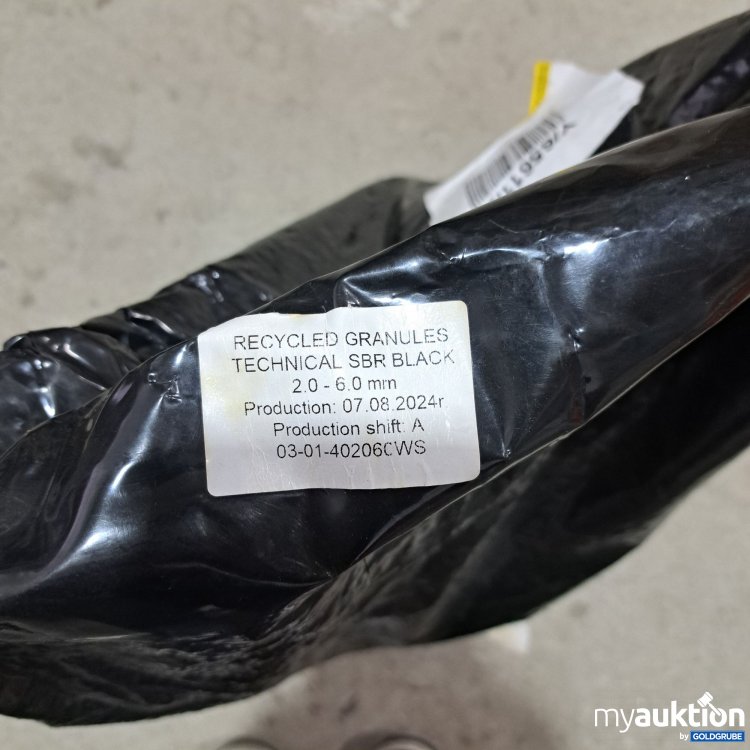 RECYCLED GRANULES
TECHNICAL SBR BLACK
2.0 - 6.0 mm
Production: 07.08.2024r
Production shift: A
03-01-402060WS
myauktion
by GOLDGRUBE